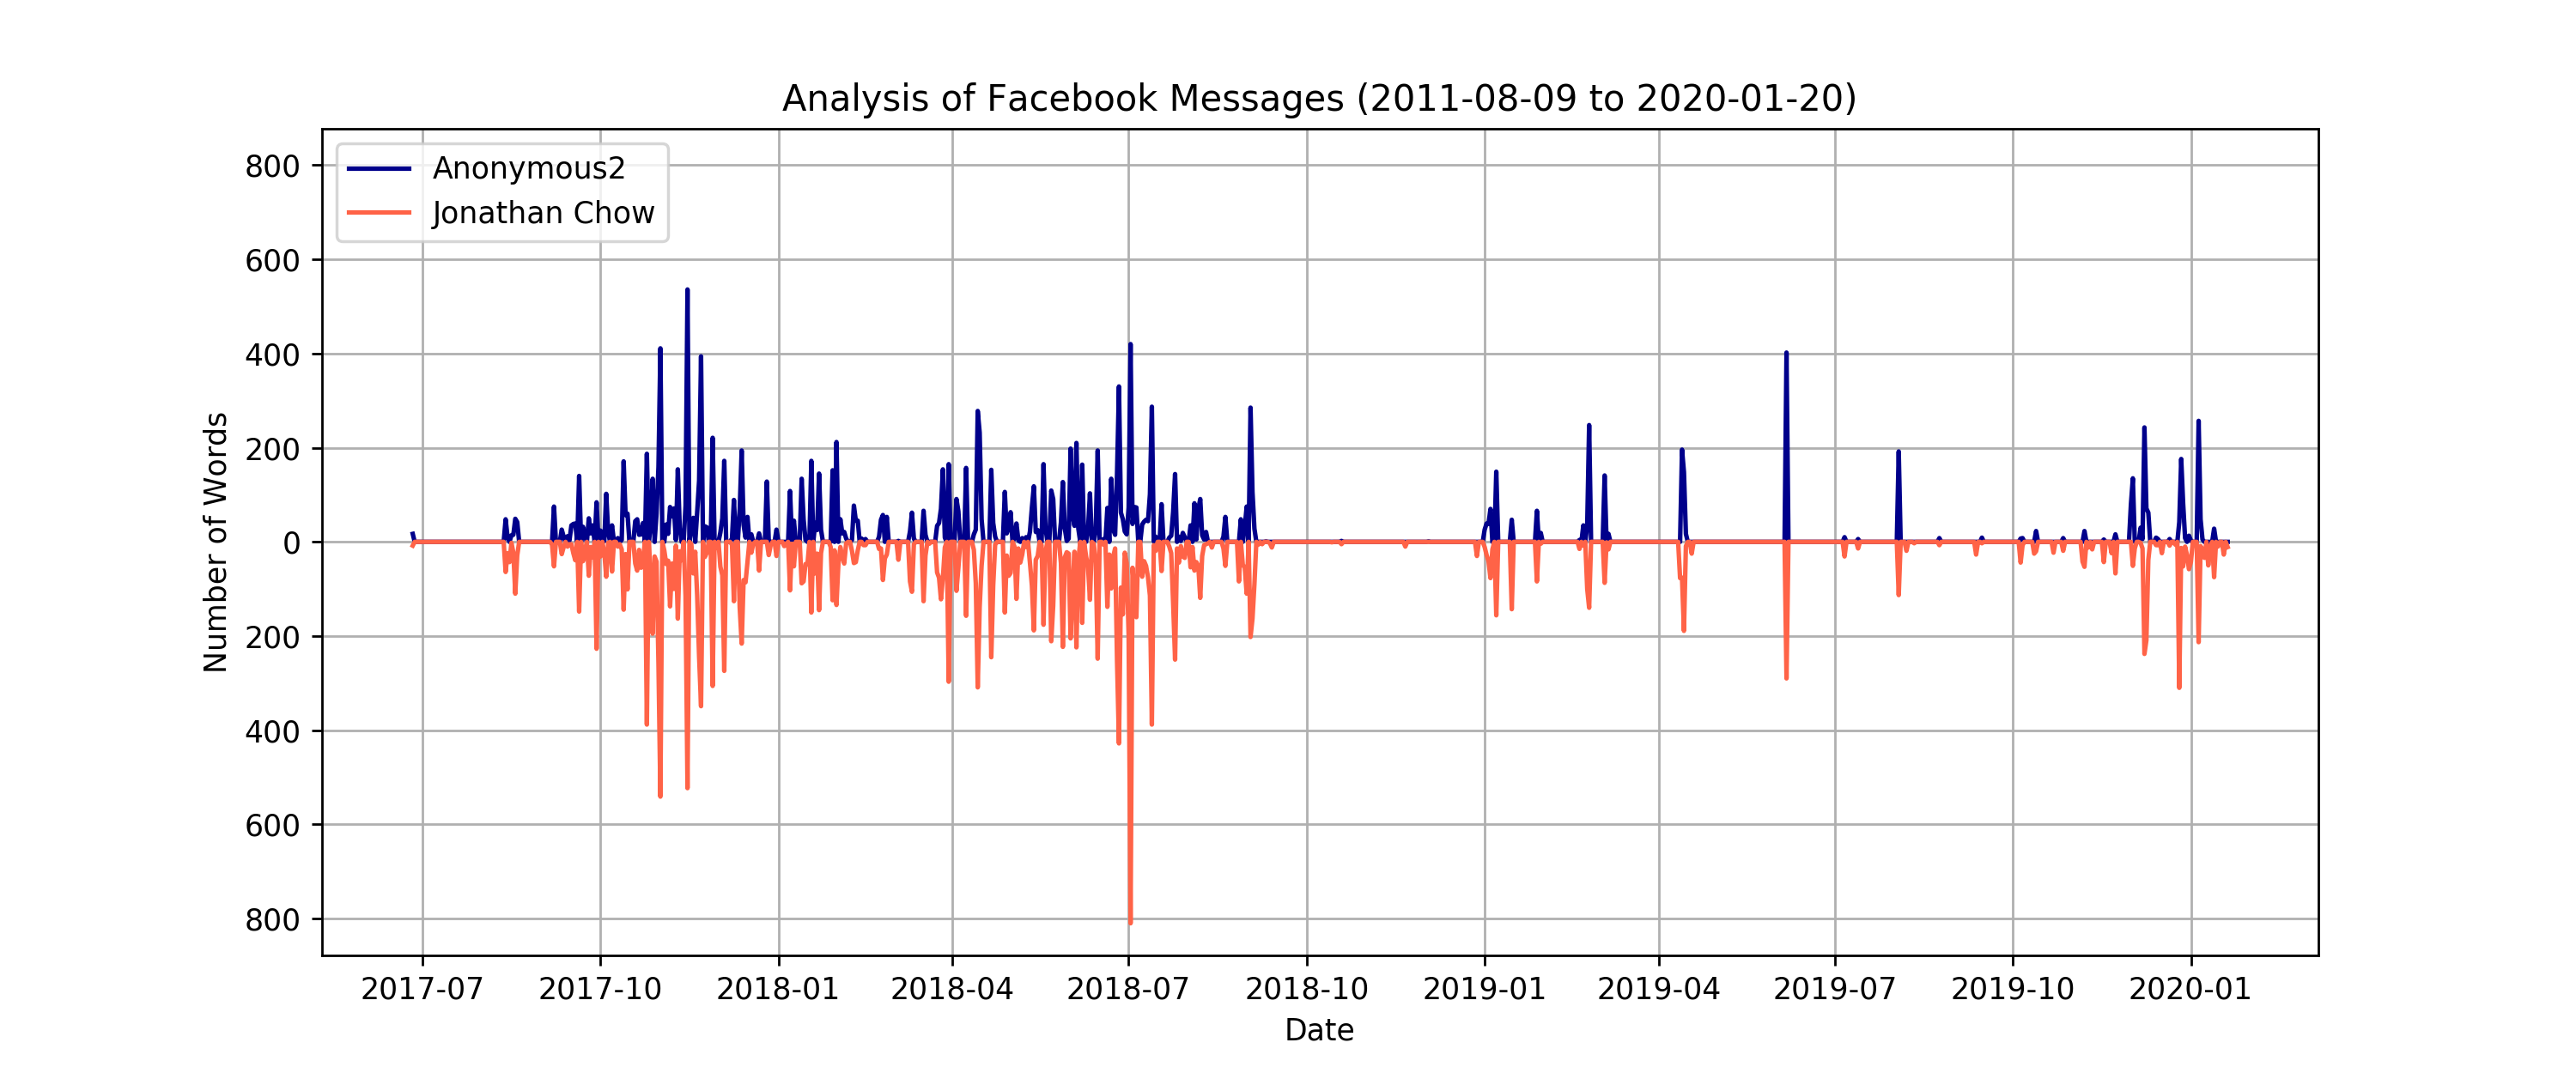 Analysis of Facebook Messages (2011-08-09 to 2020-01-20)
Anonymous2
Jonathan Chow
Number of Words
800
600
400
200
0
200
400
600
800
2017-07 2017-10 2018-01 2018-04 2018-07 2018-10 2019-01 2019-04 2019-07 2019-10 2020-01
Date